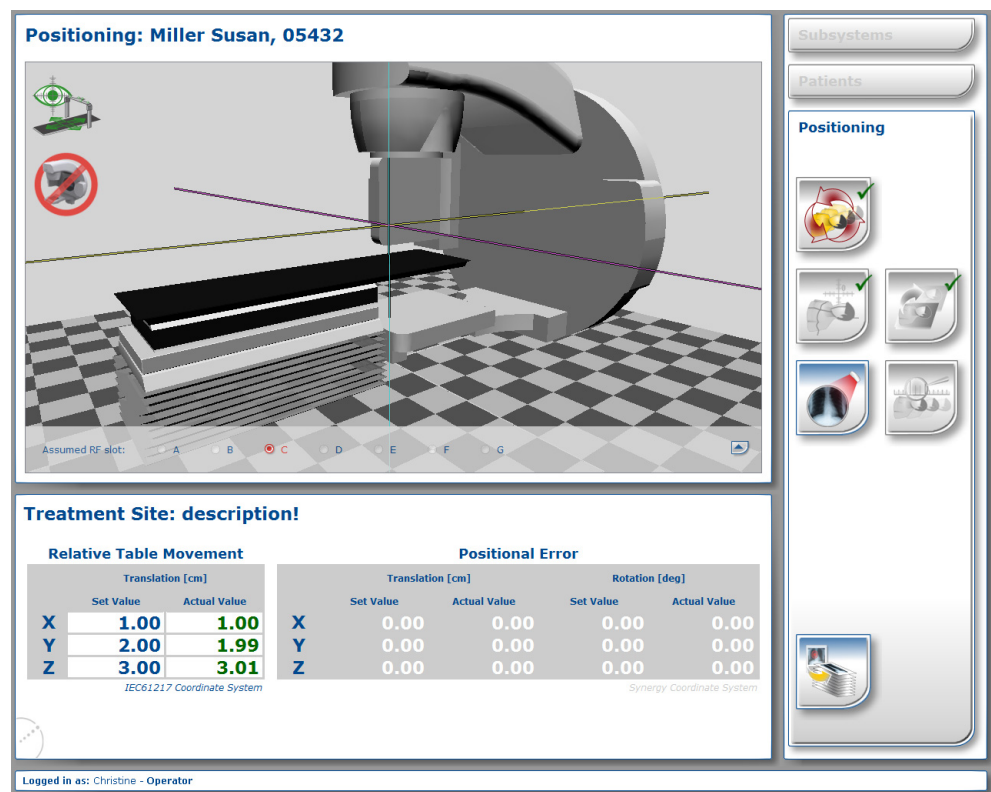 Positioning: Miller Susan, 05432
Subsystems
Patients
Positioning
Assumed RF slot: A B C D E F G
Treatment Site: description!
Relative Table Movement Positional Error
Translation [cm] Translation [cm] Rotation [deg]
Set Value Actual Value Set Value Actual Value Set Value Actual Value
X 1.00 1.00 X 0.00 0.00 0.00 0.00
Y 2.00 1.99 Y 0.00 0.00 0.00 0.00
Z 3.00 3.01 Z 0.00 0.00 0.00 0.00
IEC61217 Coordinate System Synergy Coordinate System
Logged in as: Christine - Operator